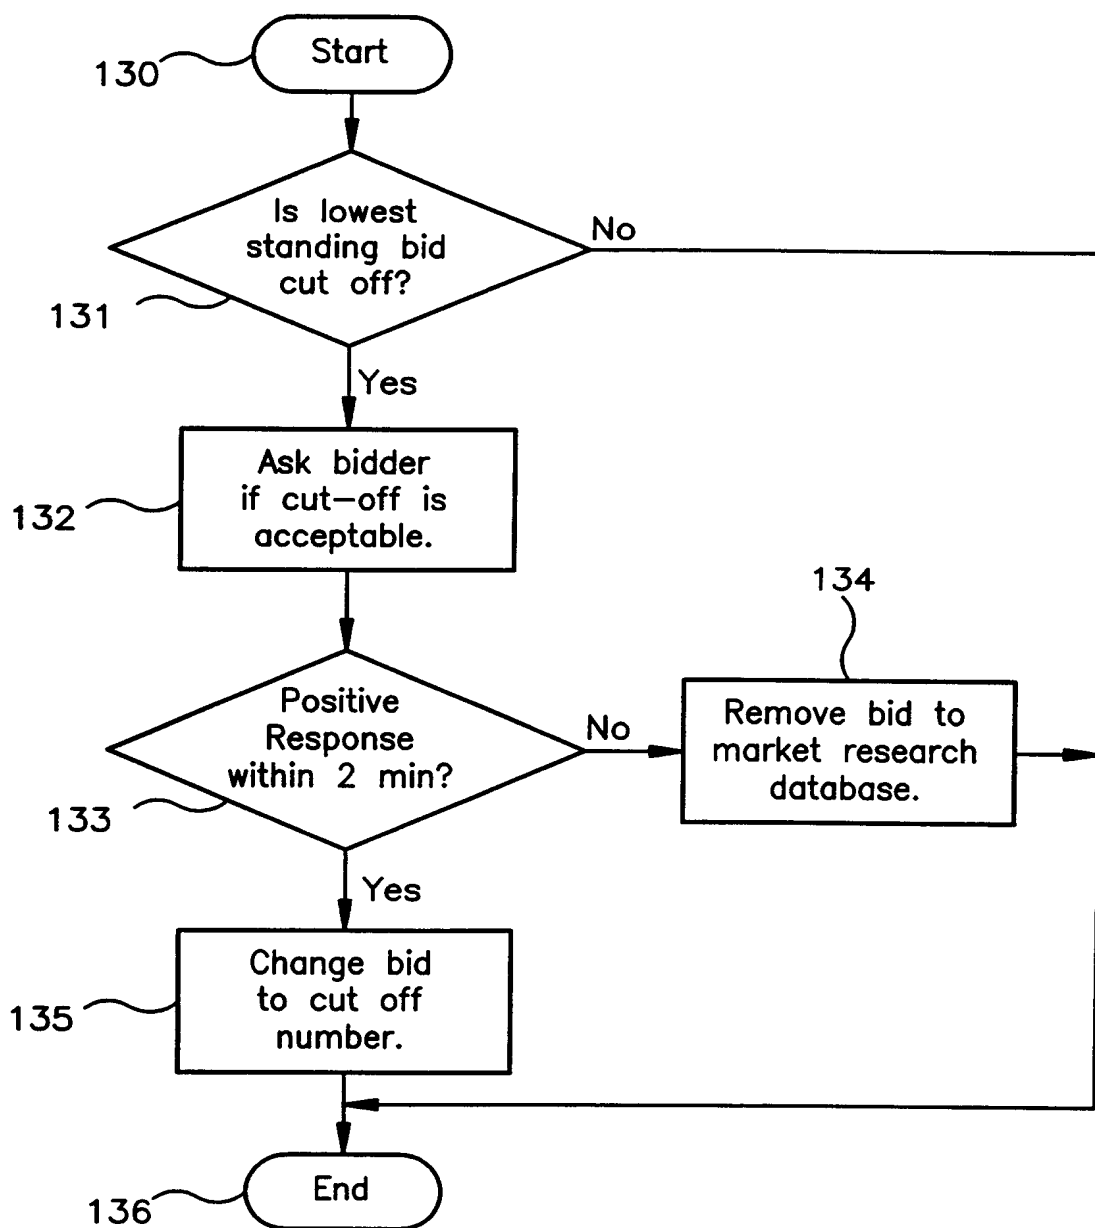 Start
130
Is lowest
standing bid
cut off?
No
131
Yes
Ask bidder
if cut-off is
acceptable.
132
134
Positive
Response
within 2 min?
No
Remove bid to
market research
database.
133
Yes
Change bid
to cut off
number.
135
End
136